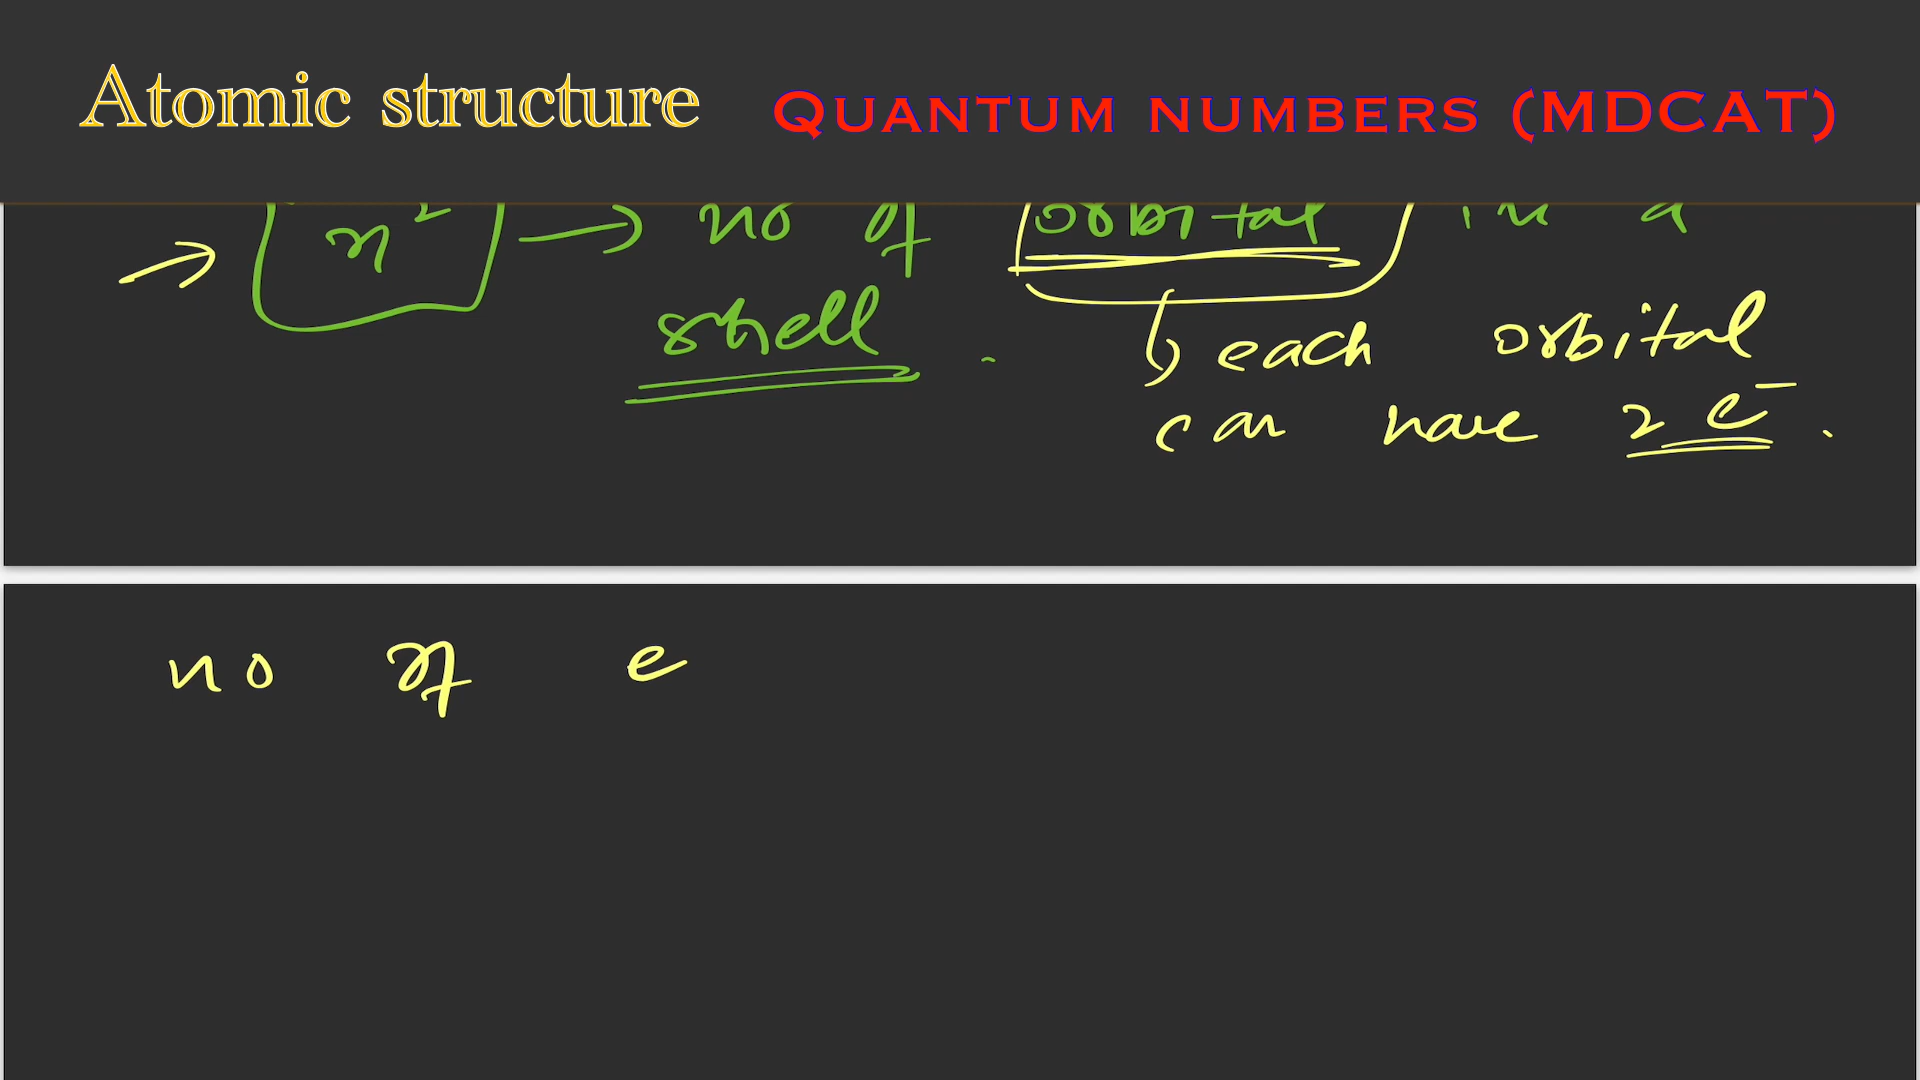 Atomic structure QUANTUM NUMBERS (MDCAT)
→ n² → no of orbital in a
shell . ↳ each orbital
can have 2 e⁻ .
no of e